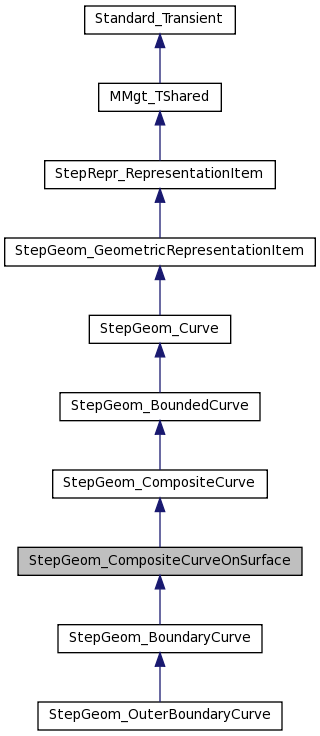 Standard_Transient
MMgt_TShared
StepRepr_RepresentationItem
StepGeom_GeometricRepresentationItem
StepGeom_Curve
StepGeom_BoundedCurve
StepGeom_CompositeCurve
StepGeom_CompositeCurveOnSurface
StepGeom_BoundaryCurve
StepGeom_OuterBoundaryCurve